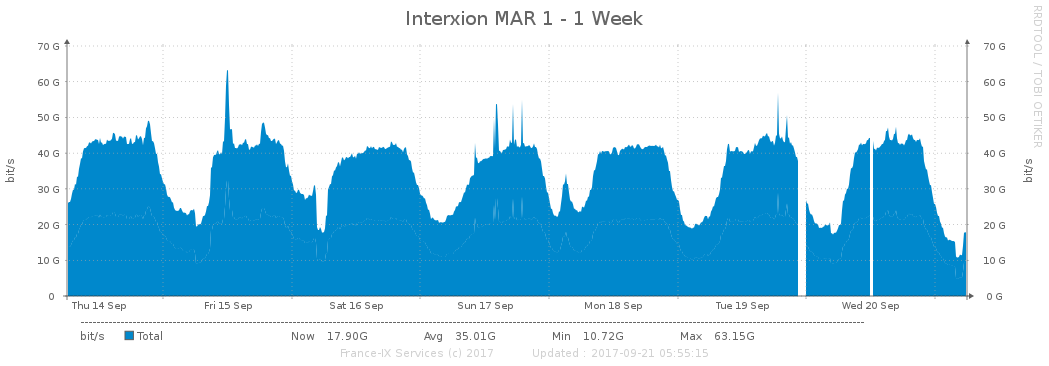 Interxion MAR 1 - 1 Week
RRDTOOL / TOBI OETIKER
bit/s
70 G 70 G
60 G 60 G
50 G 50 G
40 G 40 G
30 G 30 G
20 G 20 G
10 G 10 G
0 0 G
bit/s
Thu 14 Sep Fri 15 Sep Sat 16 Sep Sun 17 Sep Mon 18 Sep Tue 19 Sep Wed 20 Sep
bit/s Total Now 17.90G Avg 35.01G Min 10.72G Max 63.15G
France-IX Services (c) 2017 Updated : 2017-09-21 05:55:15